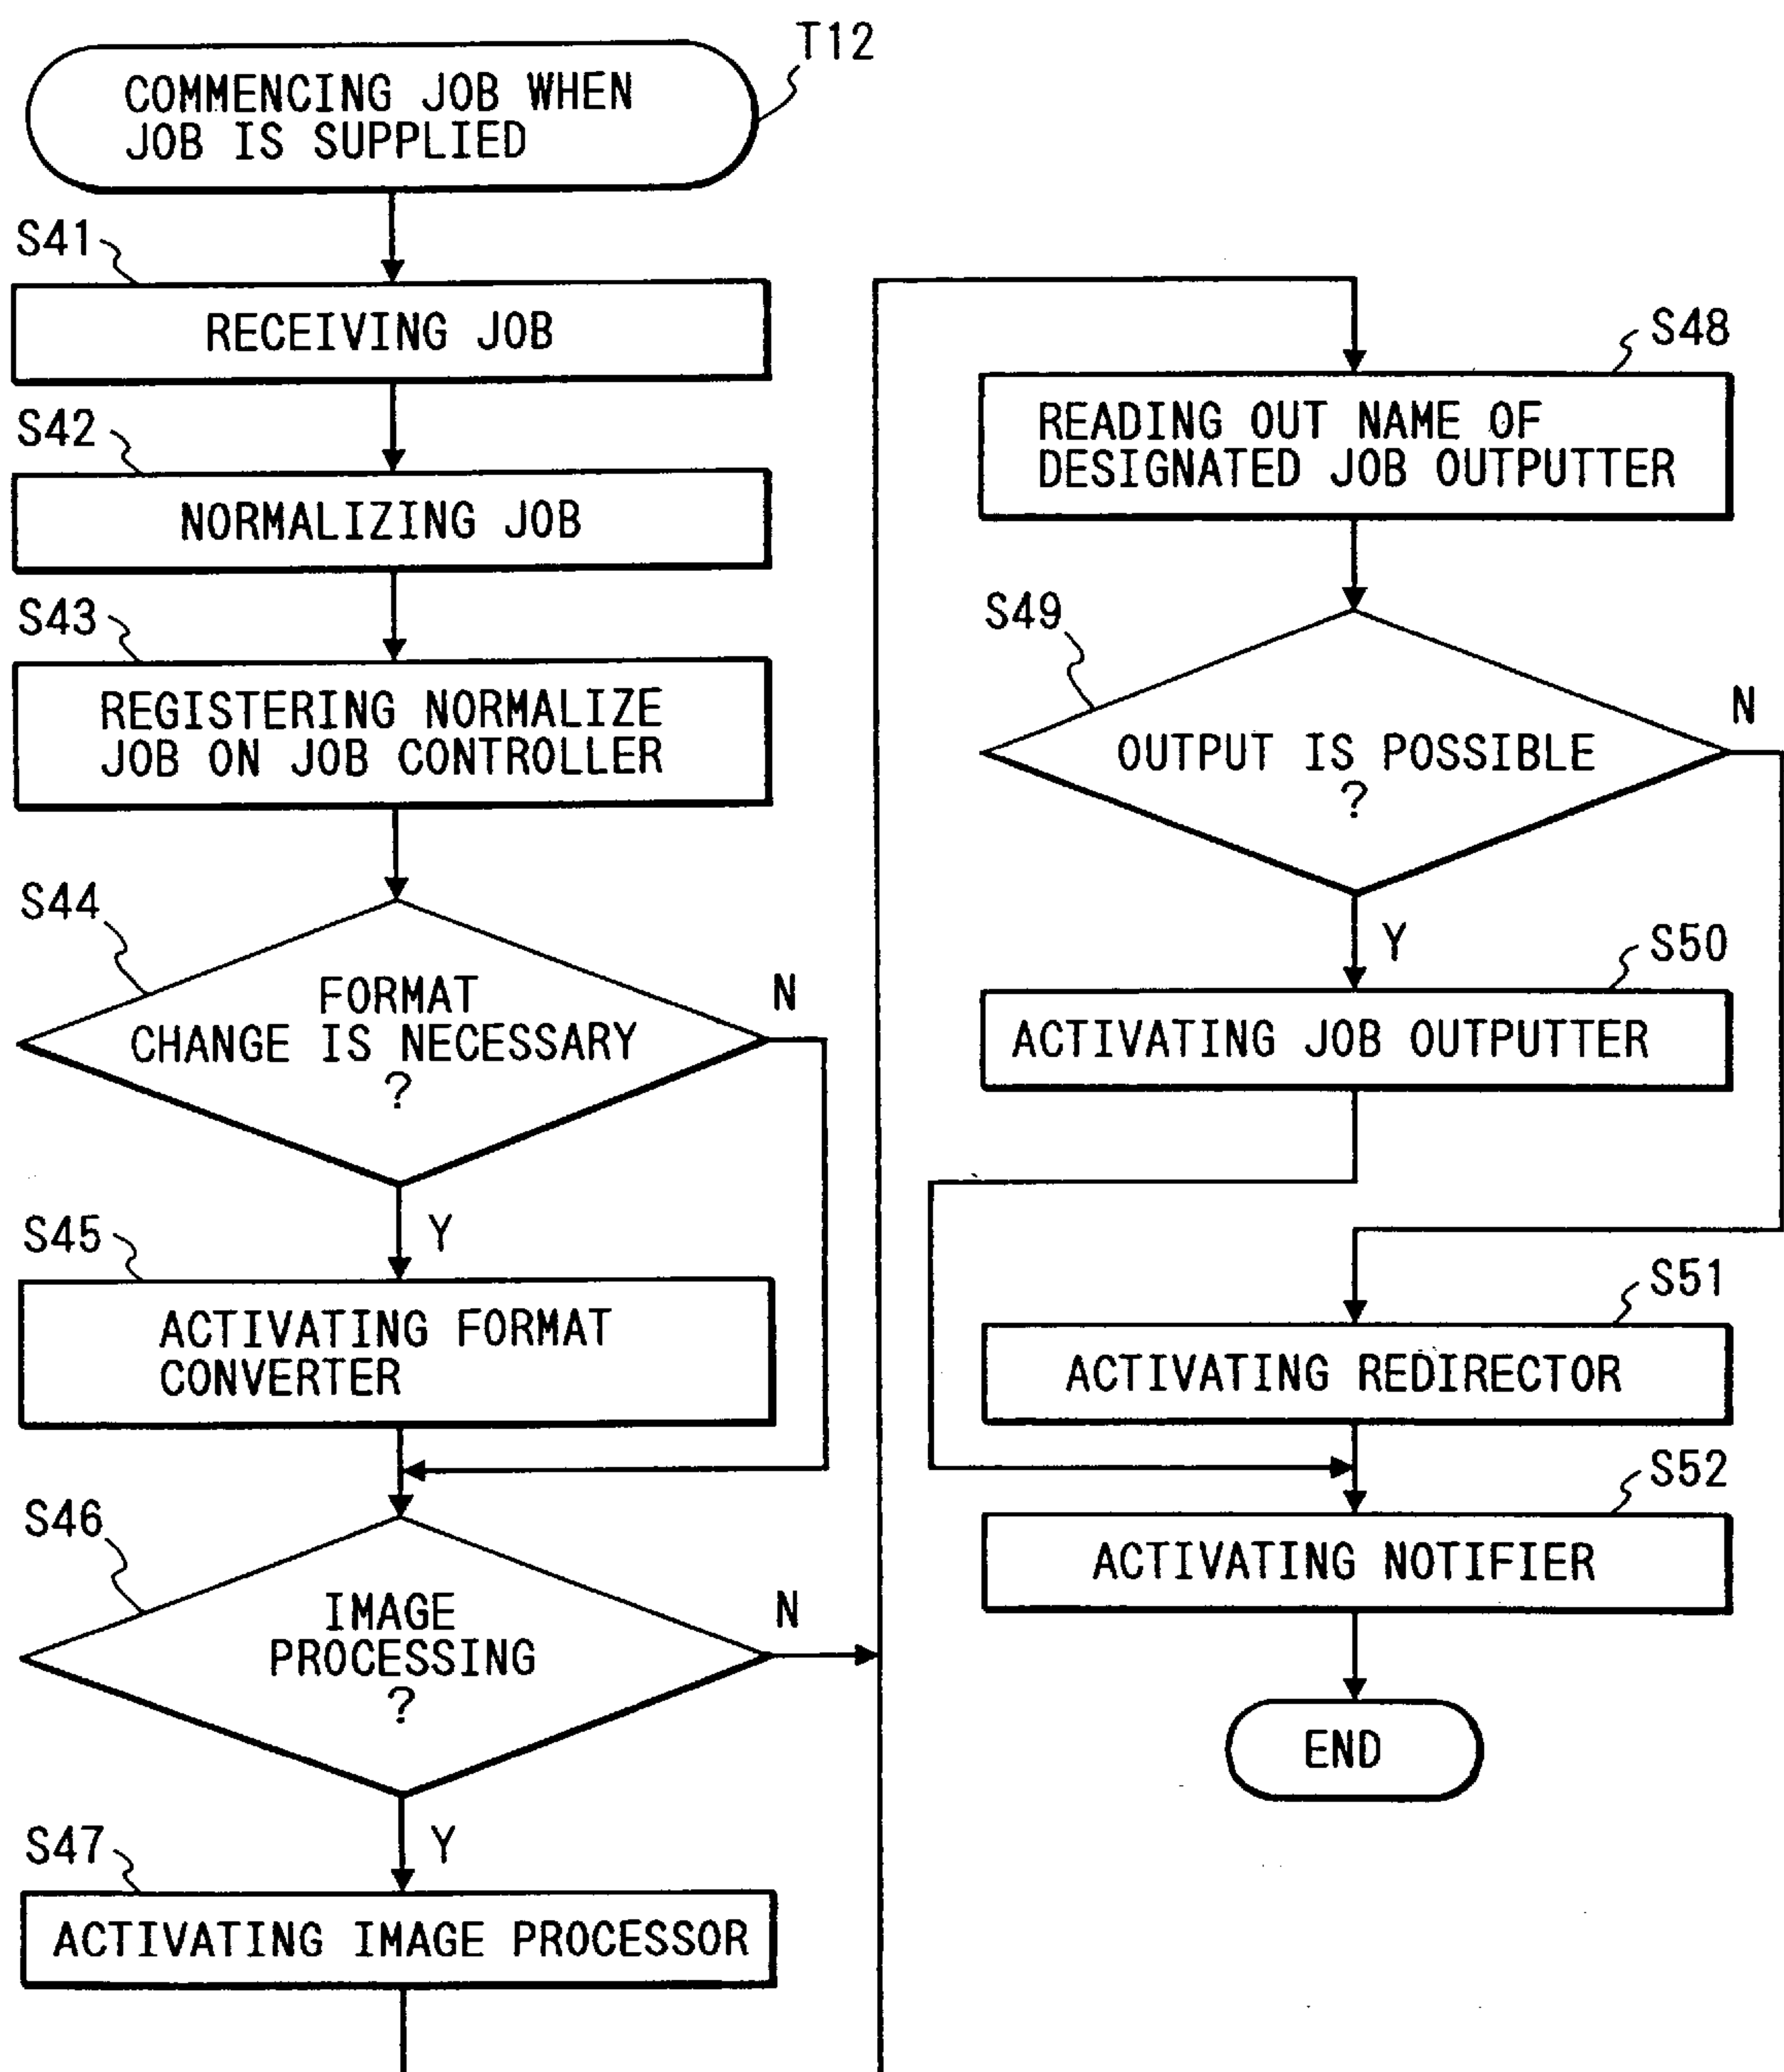 T12
COMMENCING JOB WHEN
JOB IS SUPPLIED
S41
RECEIVING JOB
S42
NORMALIZING JOB
S43
REGISTERING NORMALIZE
JOB ON JOB CONTROLLER
S44
FORMAT
CHANGE IS NECESSARY
?
N
Y
S45
ACTIVATING FORMAT
CONVERTER
S46
IMAGE
PROCESSING
?
N
Y
S47
ACTIVATING IMAGE PROCESSOR
S48
READING OUT NAME OF
DESIGNATED JOB OUTPUTTER
S49
OUTPUT IS POSSIBLE
?
N
Y
S50
ACTIVATING JOB OUTPUTTER
S51
ACTIVATING REDIRECTOR
S52
ACTIVATING NOTIFIER
END